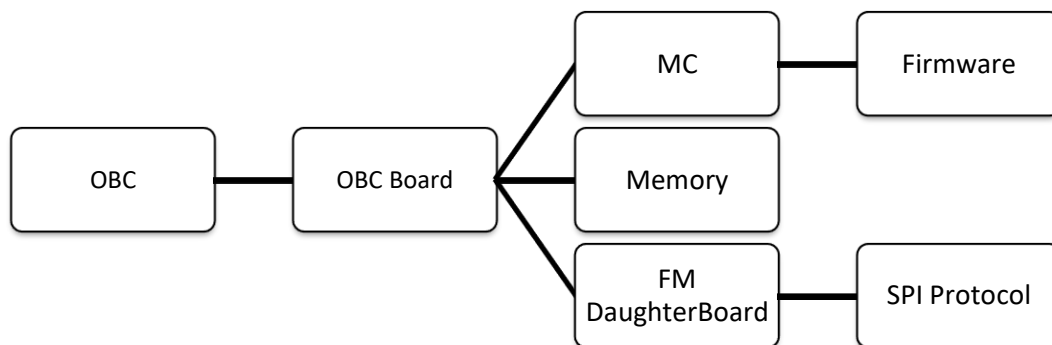 MC
Firmware
OBC
OBC Board
Memory
FM
DaughterBoard
SPI Protocol